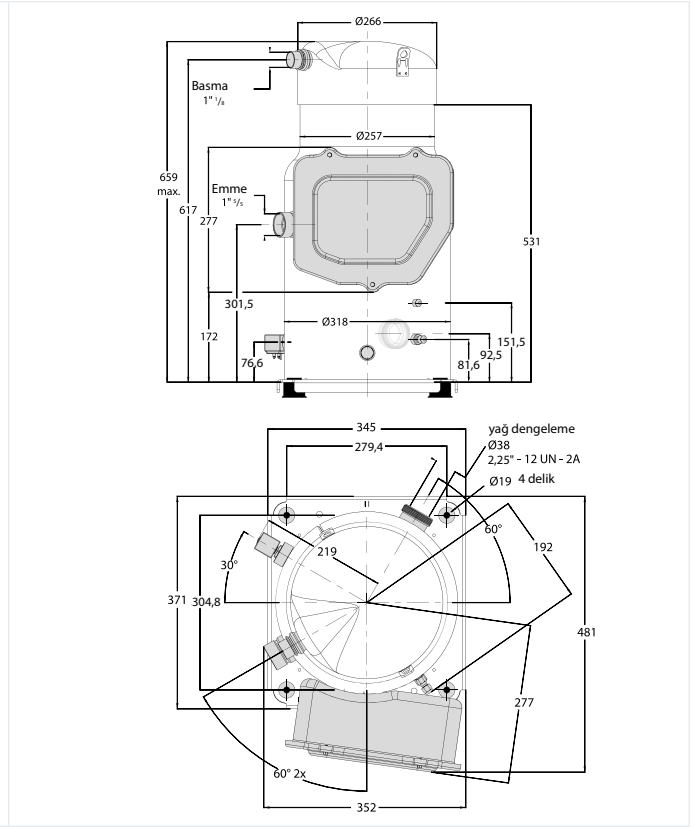 Ø266
Basma
1" 1/8
Ø257
659
max.
617
Emme
1" 5/5
277
531
301,5
Ø318
172
76,6
151,5
92,5
81,6
345
yağ dengeleme
279,4
Ø38
2,25" - 12 UN - 2A
Ø19 4 delik
60°
219
192
30°
371
304,8
481
277
60° 2x
352